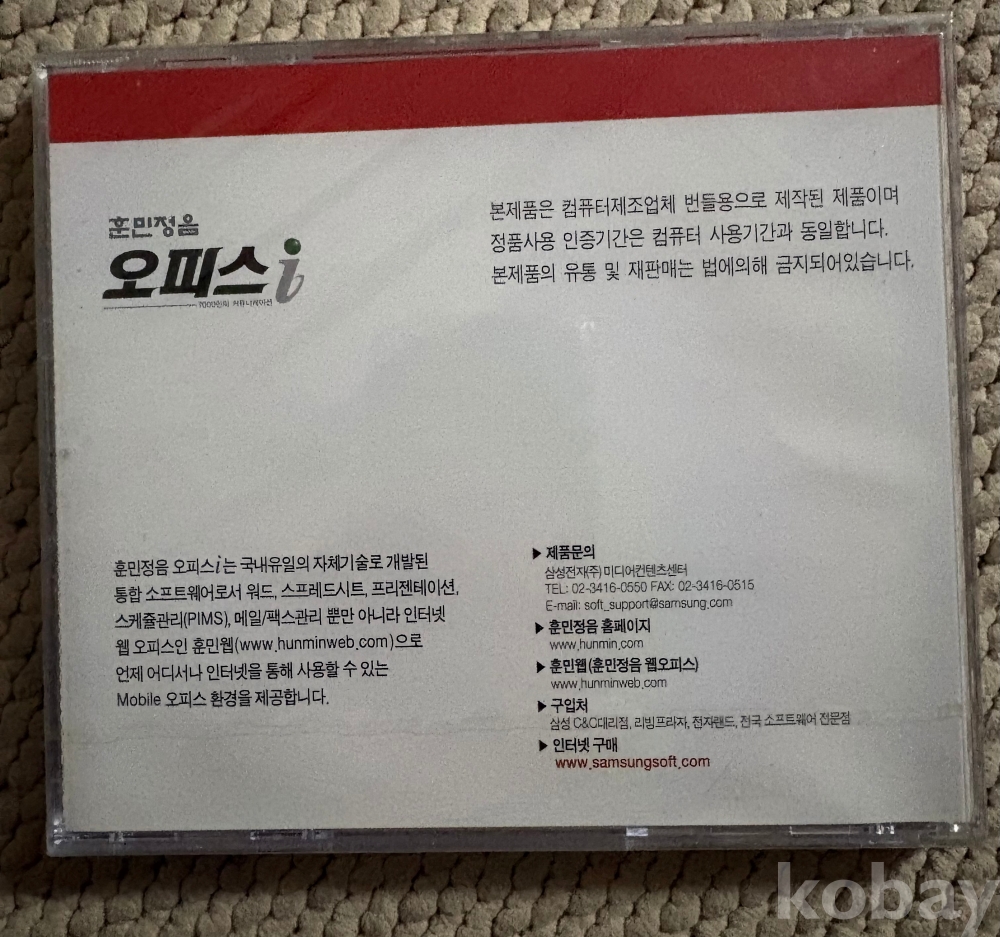 훈민정음
오피스i
7000만의 커뮤니케이션
본제품은 컴퓨터제조업체 번들용으로 제작된 제품이며
정품사용 인증기간은 컴퓨터 사용기간과 동일합니다.
본제품의 유통 및 재판매는 법에의해 금지되어있습니다.
훈민정음 오피스i는 국내유일의 자체기술로 개발된
통합 소프트웨어로서 워드, 스프레드시트, 프리젠테이션,
스케쥴관리(PIMS), 메일/팩스관리 뿐만 아니라 인터넷
웹 오피스인 훈민웹(www.hunminweb.com)으로
언제 어디서나 인터넷을 통해 사용할 수 있는
Mobile 오피스 환경을 제공합니다.
▶ 제품문의
삼성전자(주) 미디어컨텐츠센터
TEL: 02-3416-0550 FAX: 02-3416-0515
E-mail: soft_support@samsung.com
▶ 훈민정음 홈페이지
www.hunmin.com
▶ 훈민웹(훈민정음 웹오피스)
www.hunminweb.com
▶ 구입처
삼성 C&C대리점, 리빙프라자, 전자랜드, 전국 소프트웨어 전문점
▶ 인터넷 구매
www.samsungsoft.com
kobay